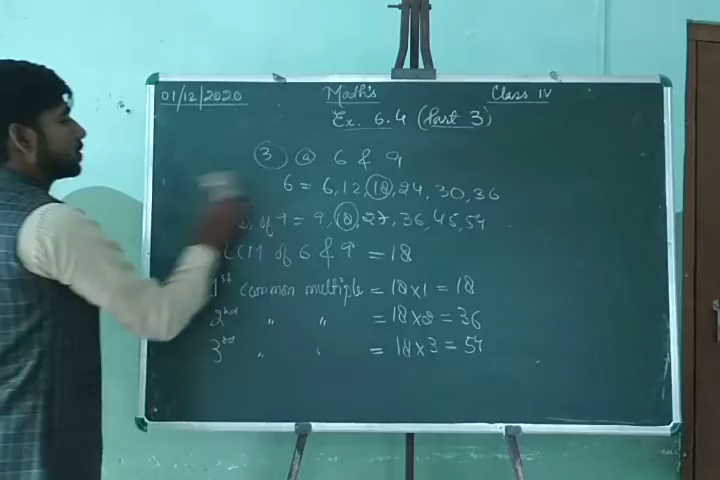 01/12/2020 Maths Class IV
Ex. 6.4 (Part 3)
3 a 6 & 9
6 = 6, 12, 18, 24, 30, 36
s of 9 = 9, 18, 27, 36, 45, 54
LCM of 6 & 9 = 18
1st common multiple = 18 x 1 = 18
2nd " " = 18 x 2 = 36
3rd " " = 18 x 3 = 54